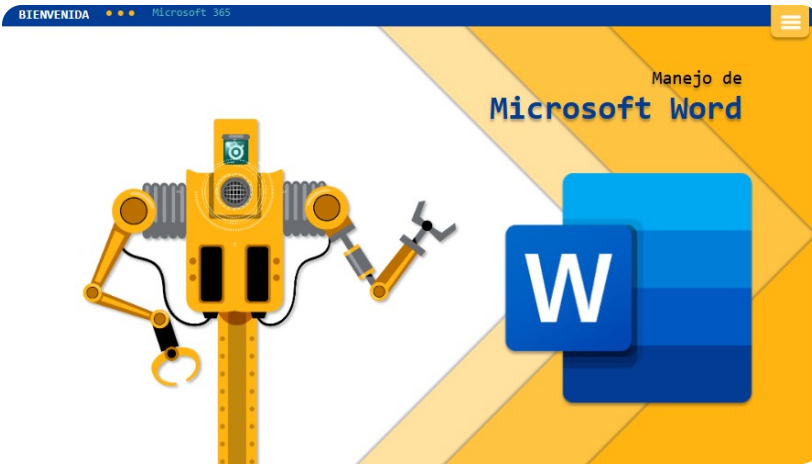 BIENVENIDA ● ● ● Microsoft 365
Manejo de
Microsoft Word
W